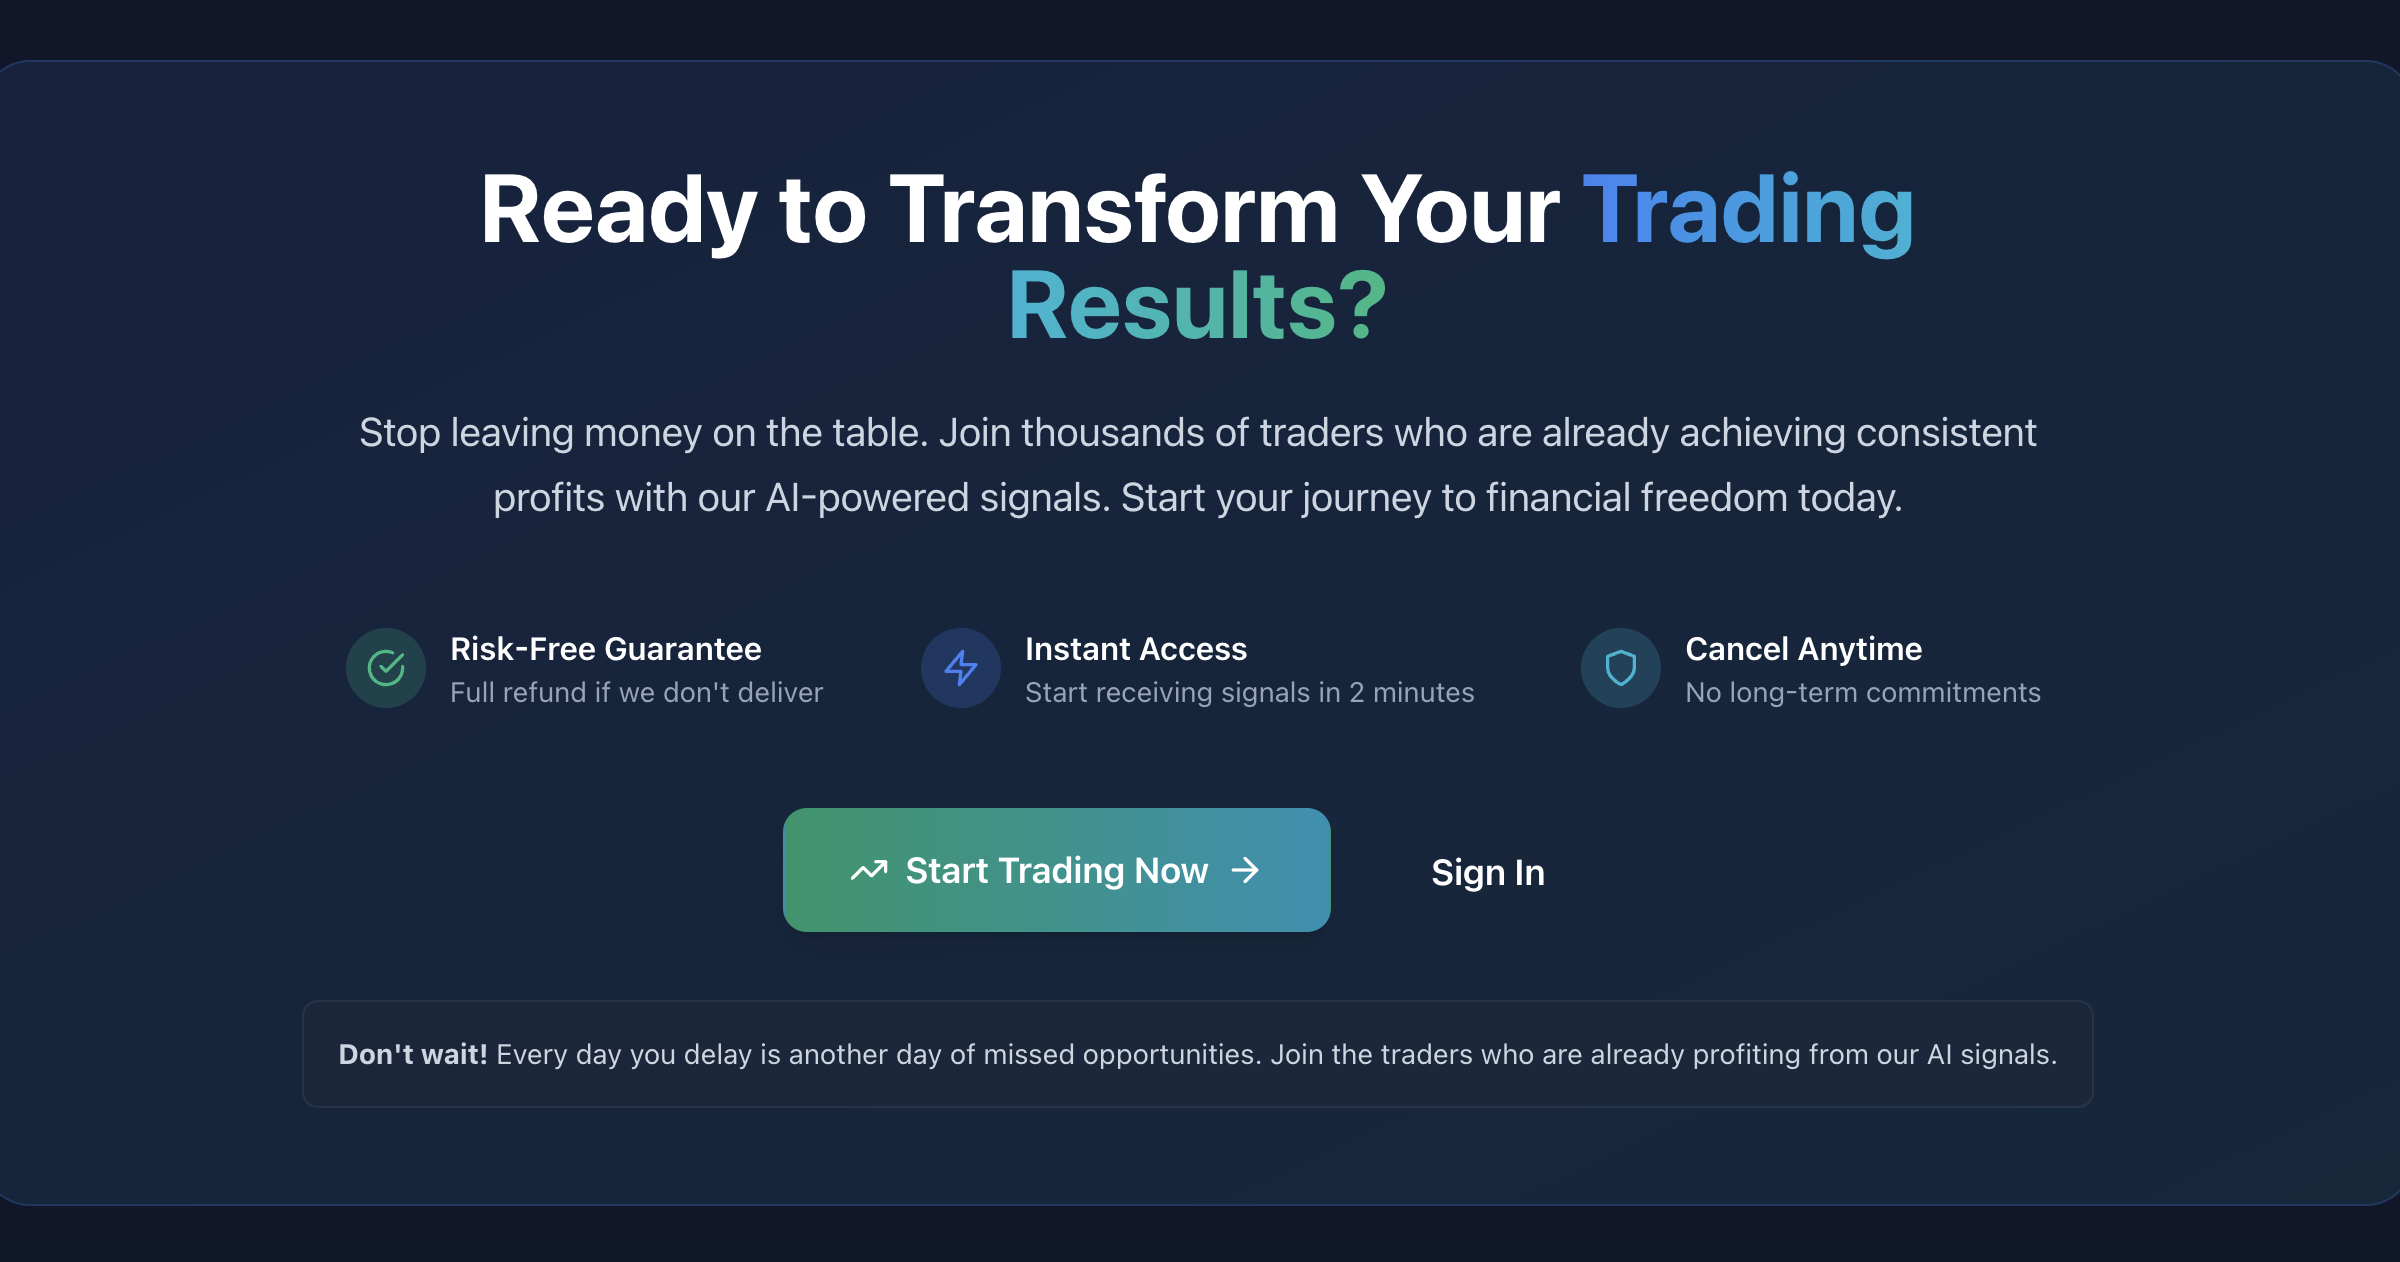 Ready to Transform Your Trading
Results?
Stop leaving money on the table. Join thousands of traders who are already achieving consistent
profits with our AI-powered signals. Start your journey to financial freedom today.
Risk-Free Guarantee
Full refund if we don't deliver
Instant Access
Start receiving signals in 2 minutes
Cancel Anytime
No long-term commitments
Start Trading Now
Sign In
Don't wait! Every day you delay is another day of missed opportunities. Join the traders who are already profiting from our AI signals.